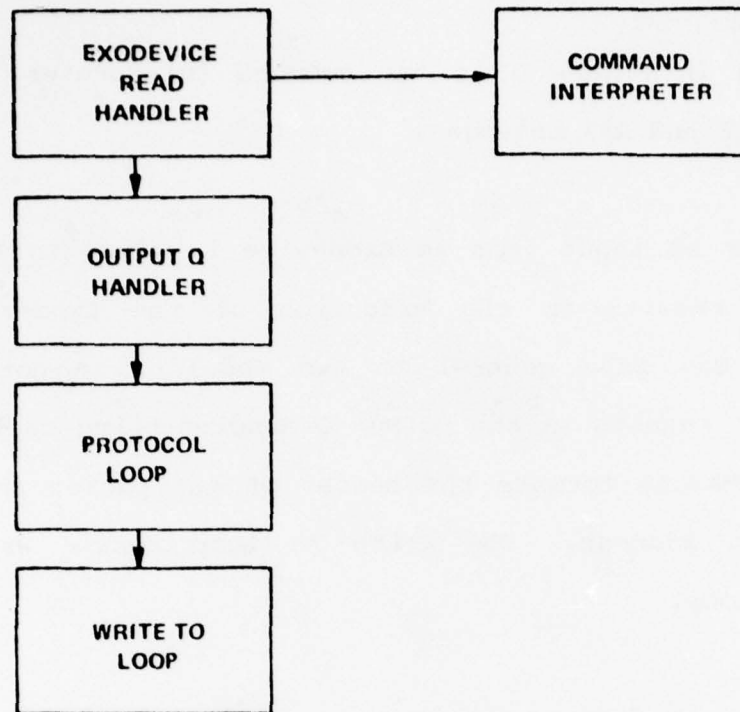 EXODEVICE
READ
HANDLER
COMMAND
INTERPRETER
OUTPUT Q
HANDLER
PROTOCOL
LOOP
WRITE TO
LOOP